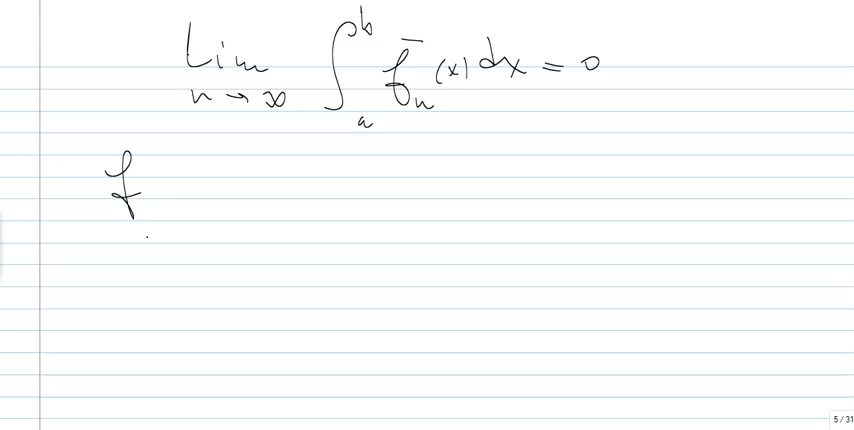 Lim n→∞ ∫_a^b f̄_n(x) dx = 0
f
5 / 31